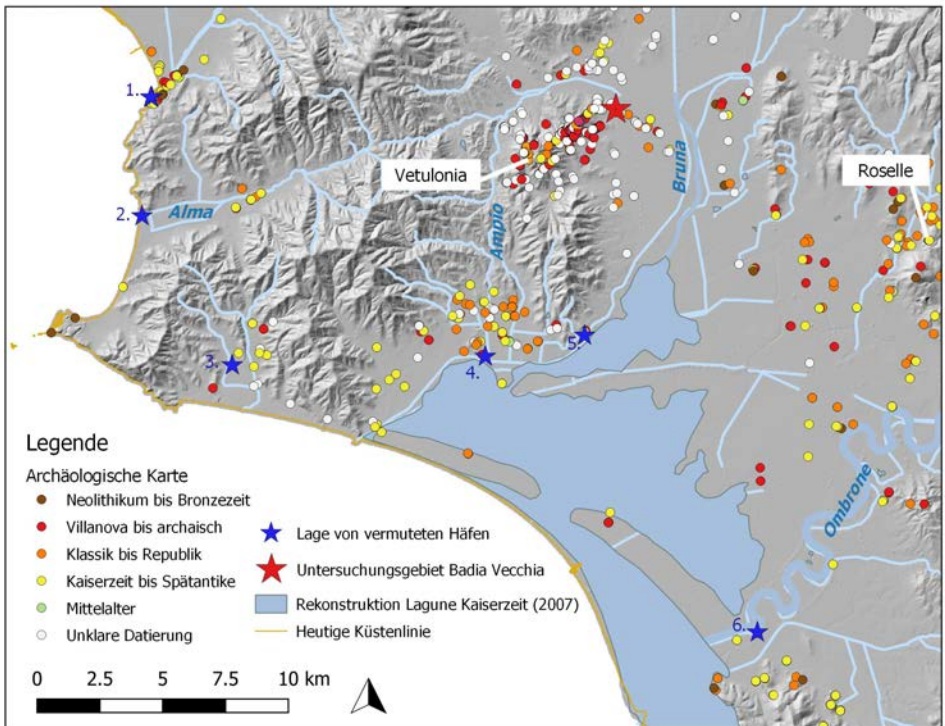 1.
2.
Alma
Vetulonia
Ampio
Bruna
Roselle
3.
4.
5.
Ombrone
6.
Legende
Archäologische Karte
Neolithikum bis Bronzezeit
Villanova bis archaisch
Klassik bis Republik
Kaiserzeit bis Spätantike
Mittelalter
Unklare Datierung
Lage von vermuteten Häfen
Untersuchungsgebiet Badia Vecchia
Rekonstruktion Lagune Kaiserzeit (2007)
Heutige Küstenlinie
0 2.5 5 7.5 10 km